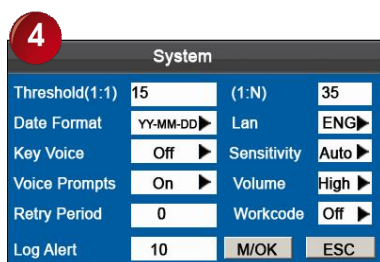 4
System
Threshold(1:1) 15 (1:N) 35
Date Format YY-MM-DD Lan ENG
Key Voice Off Sensitivity Auto
Voice Prompts On Volume High
Retry Period 0 Workcode Off
Log Alert 10 M/OK ESC